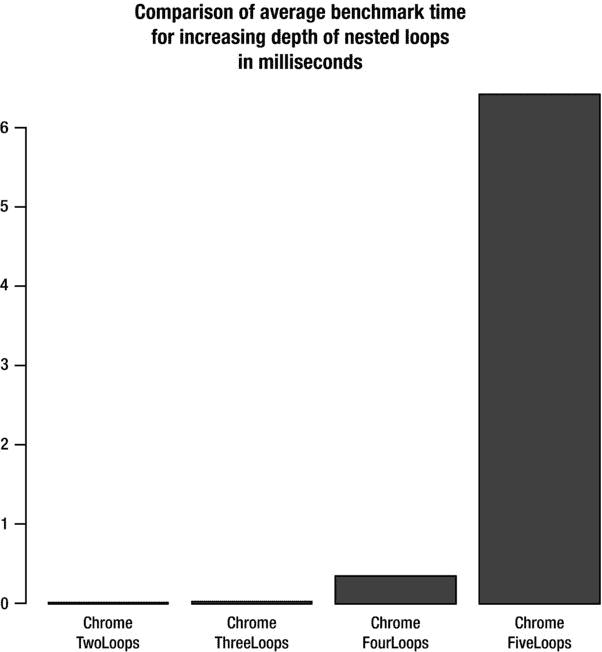 Comparison of average benchmark time
for increasing depth of nested loops
in milliseconds
6
5
4
3
2
1
0
Chrome
TwoLoops
Chrome
ThreeLoops
Chrome
FourLoops
Chrome
FiveLoops